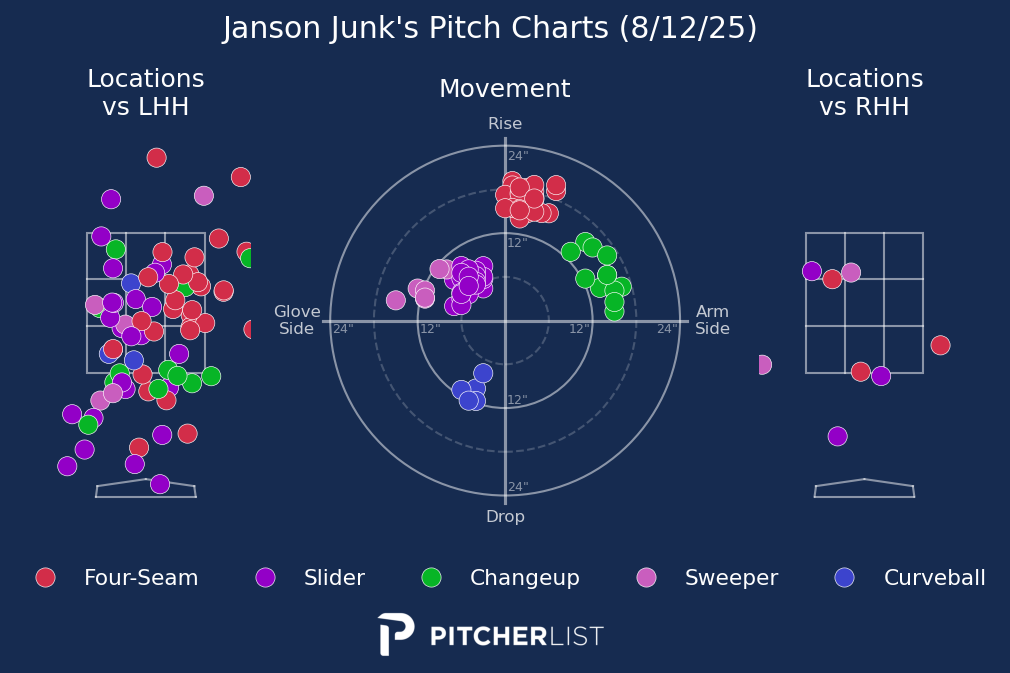 Janson Junk's Pitch Charts (8/12/25)
Locations
vs LHH
Movement
Locations
vs RHH
Rise
24"
12"
Glove
Side
24"
12"
12"
24"
Arm
Side
12"
24"
Drop
Four-Seam
Slider
Changeup
Sweeper
Curveball
PITCHERLIST